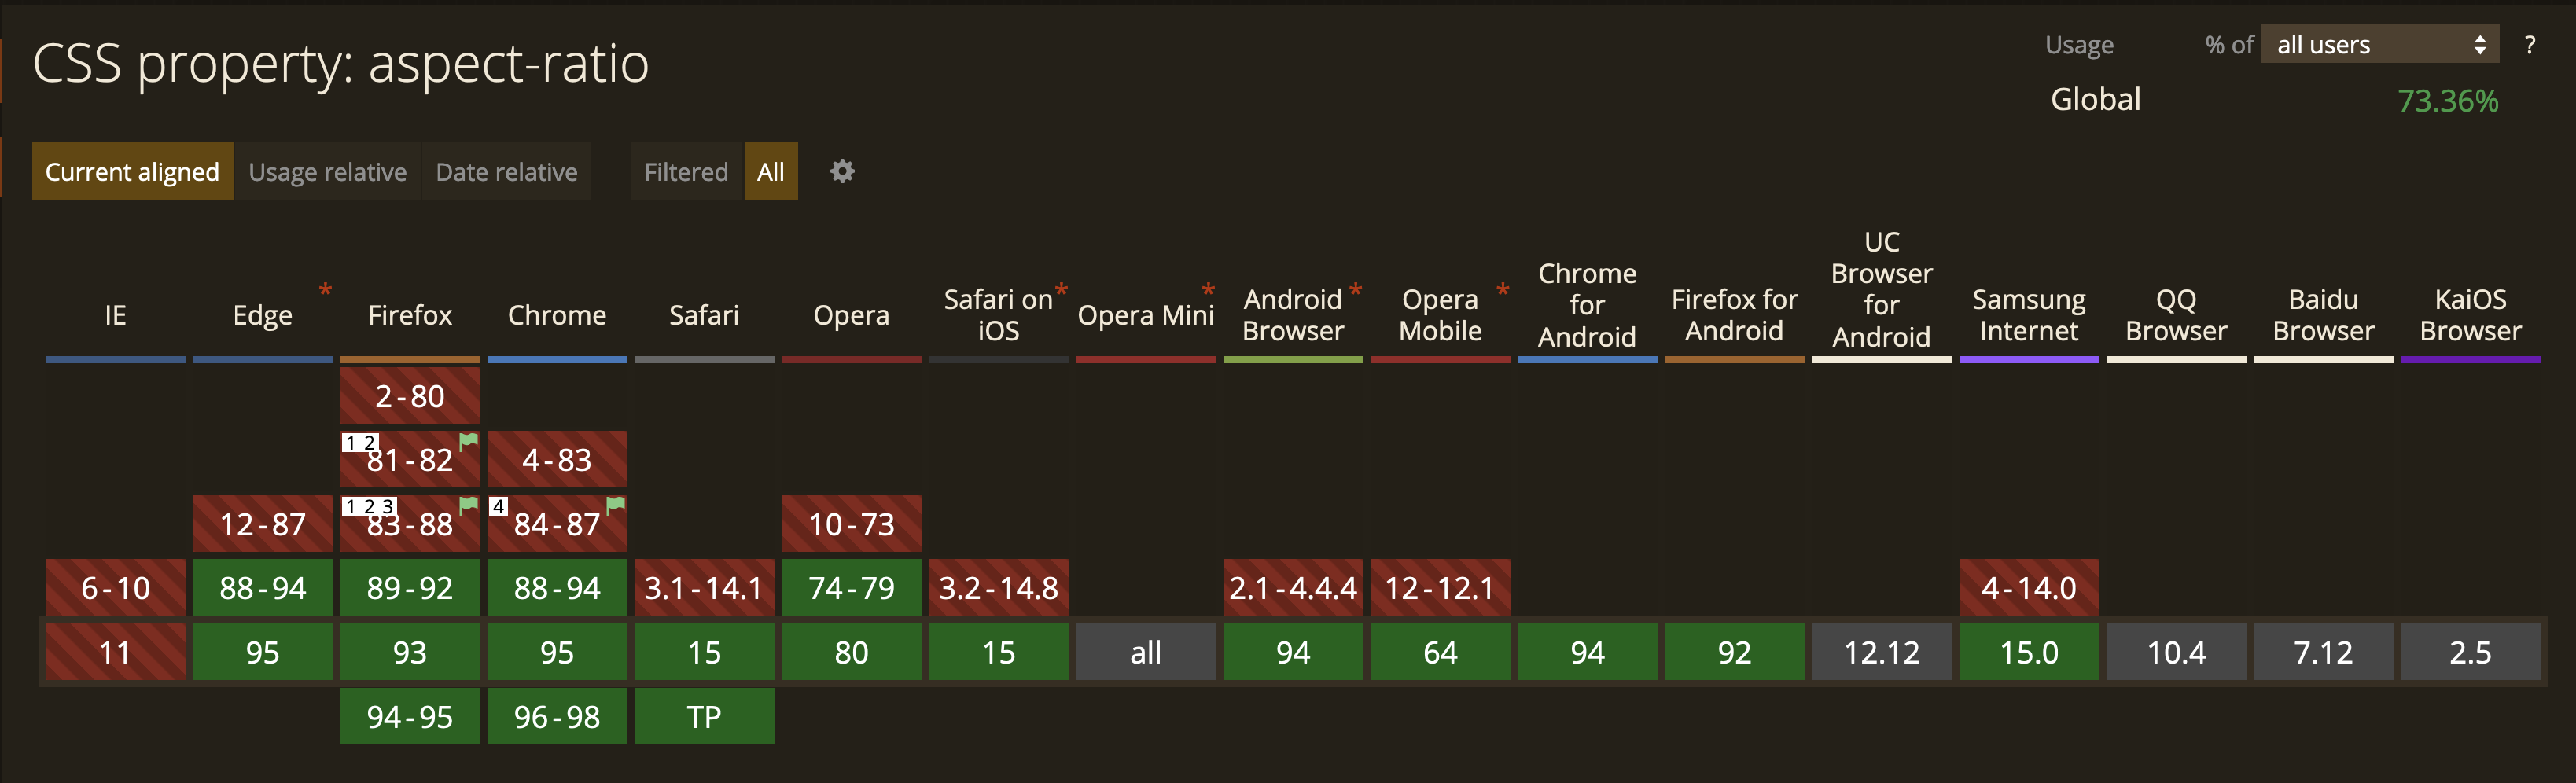 CSS property: aspect-ratio
Usage % of all users ?
Global 73.36%
Current aligned Usage relative Date relative Filtered All
IE
Edge *
Firefox
Chrome
Safari
Opera
Safari on *
iOS
Opera Mini *
Android *
Browser
Opera *
Mobile
Chrome
for
Android
Firefox for
Android
UC
Browser
for
Android
Samsung
Internet
QQ
Browser
Baidu
Browser
KaiOS
Browser
2-80
1 2 81-82 4-83
12-87 1 2 3 83-88 4 84-87 10-73
6-10 88-94 89-92 88-94 3.1-14.1 74-79 3.2-14.8 2.1-4.4.4 12-12.1 4-14.0
11 95 93 95 15 80 15 all 94 64 94 92 12.12 15.0 10.4 7.12 2.5
94-95 96-98 TP